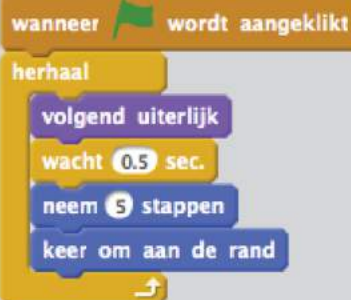 wanneer wordt aangeklikt
herhaal
volgend uiterlijk
wacht 0.5 sec.
neem 5 stappen
keer om aan de rand